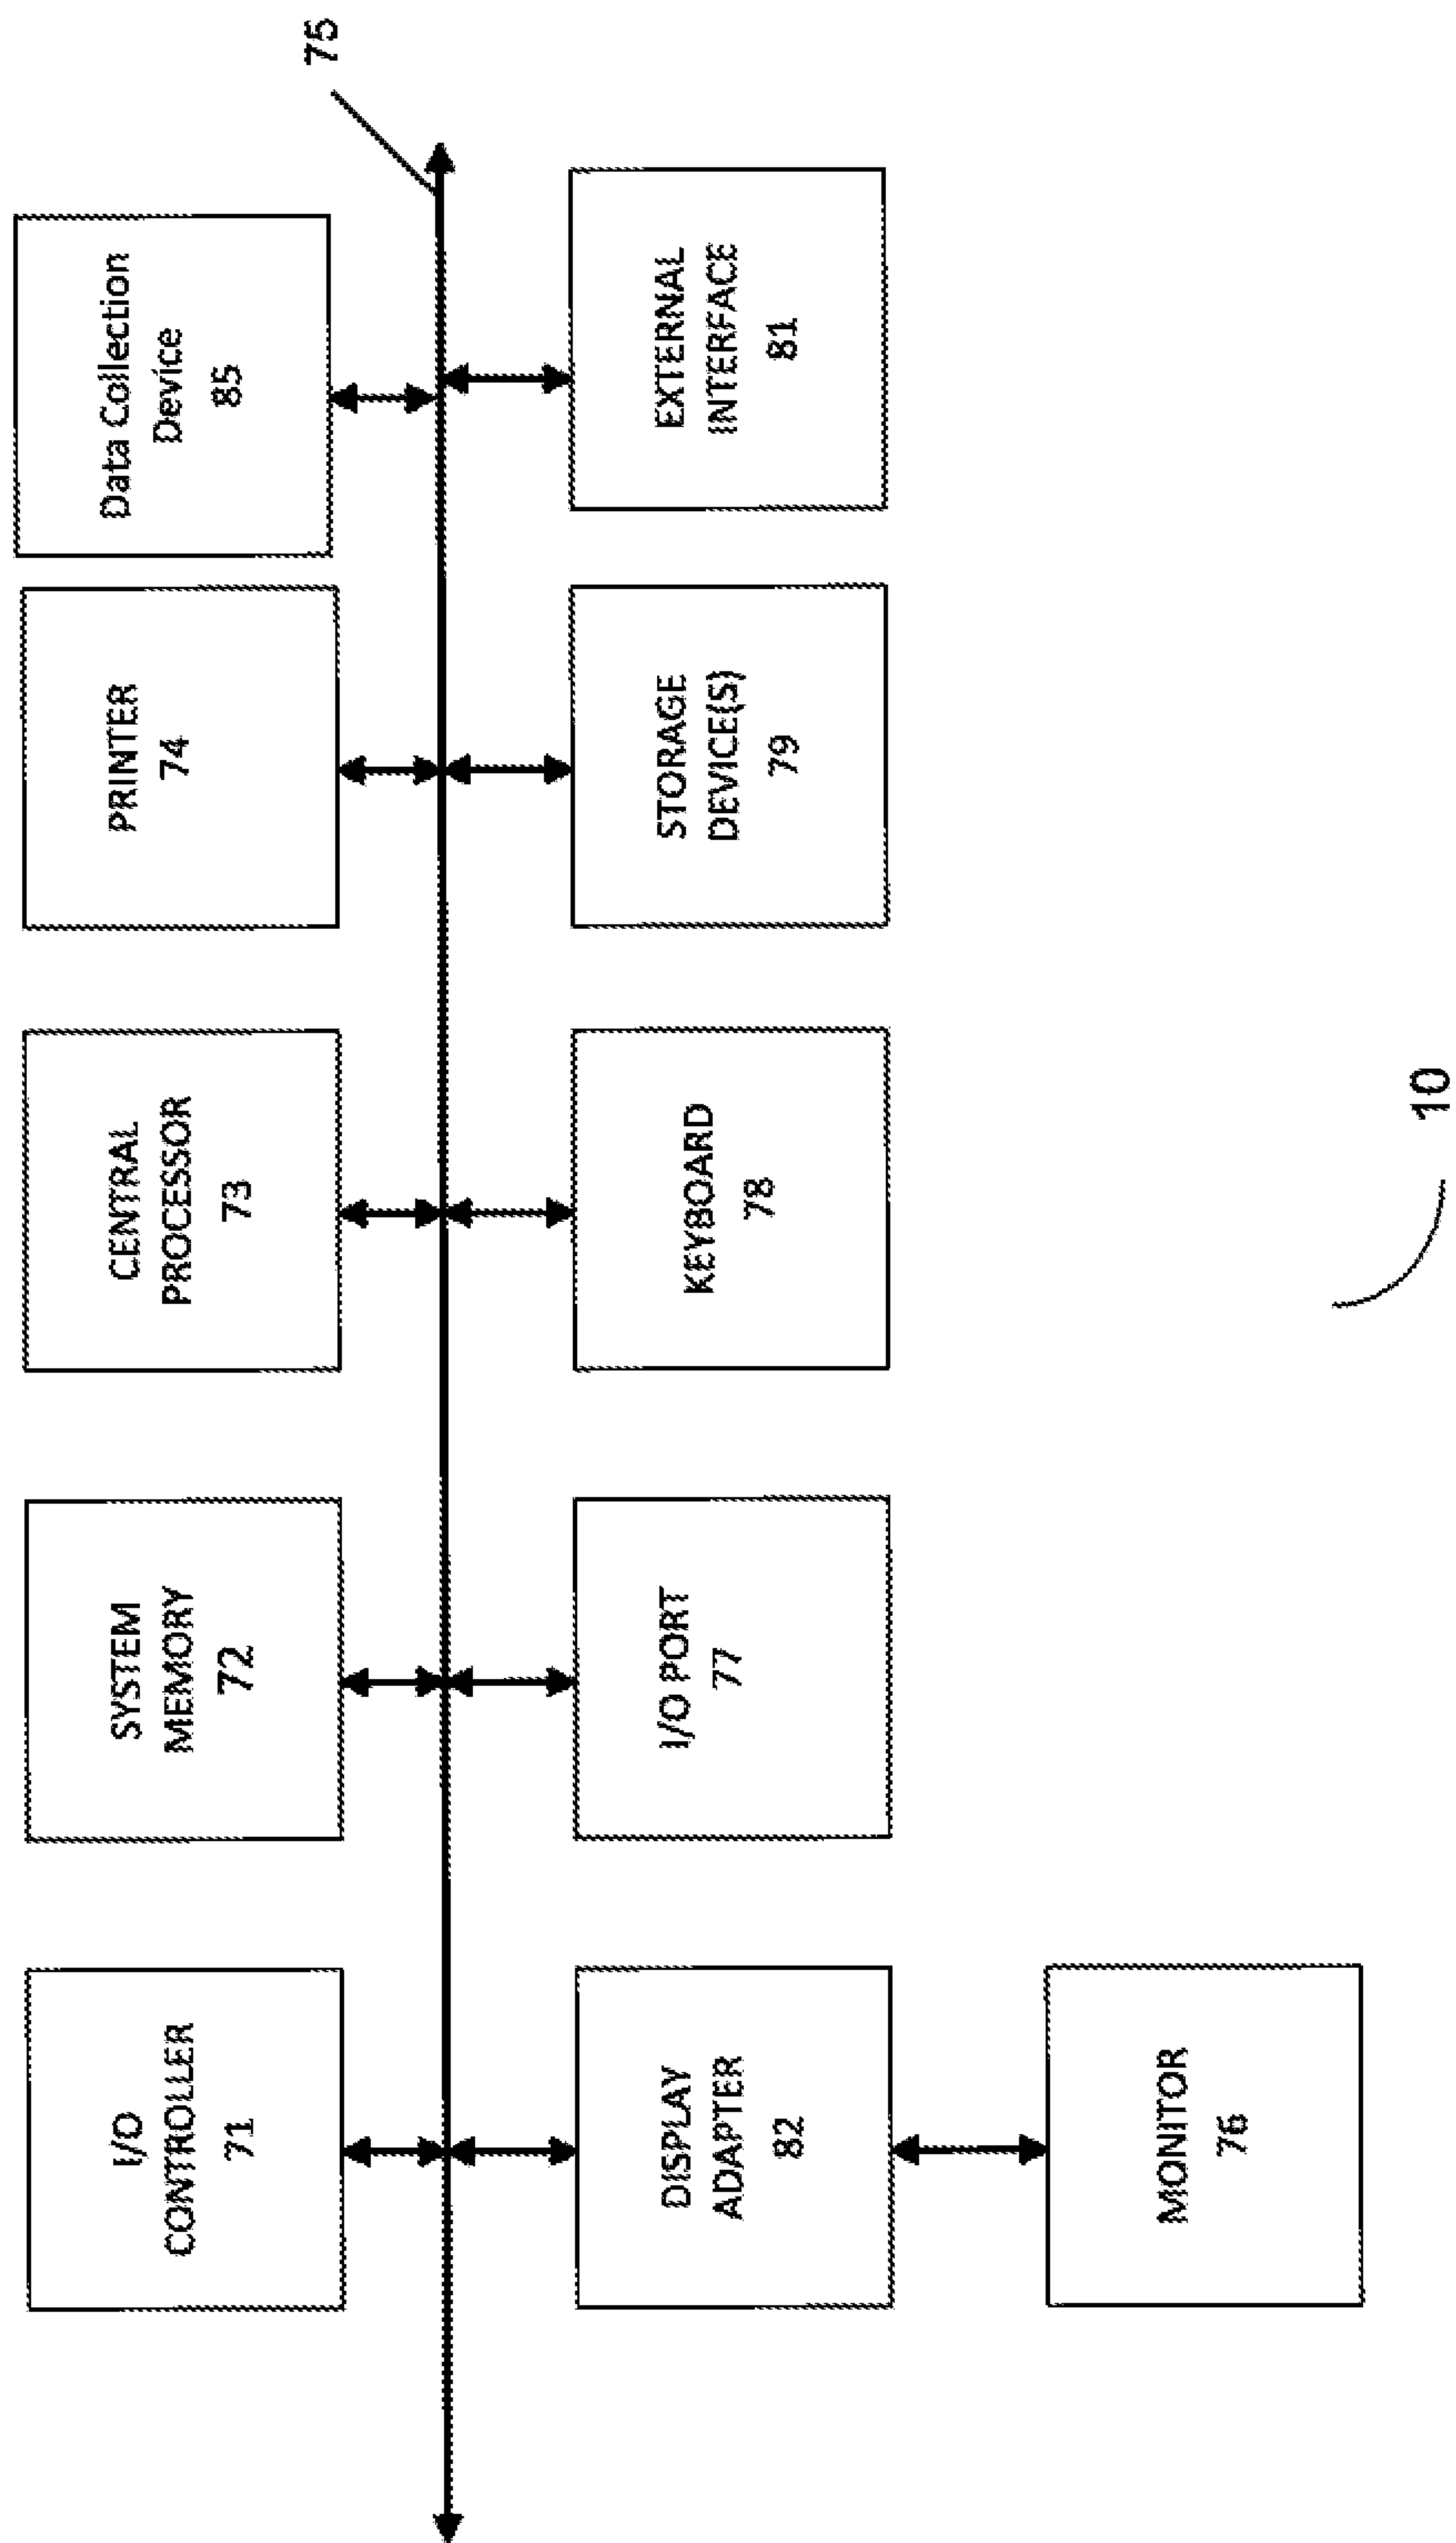 I/O
CONTROLLER
71
SYSTEM
MEMORY
72
CENTRAL
PROCESSOR
73
PRINTER
74
Data Collection
Device
85
75
DISPLAY
ADAPTER
82
I/O PORT
77
KEYBOARD
78
STORAGE
DEVICE(S)
79
EXTERNAL
INTERFACE
81
MONITOR
76
10